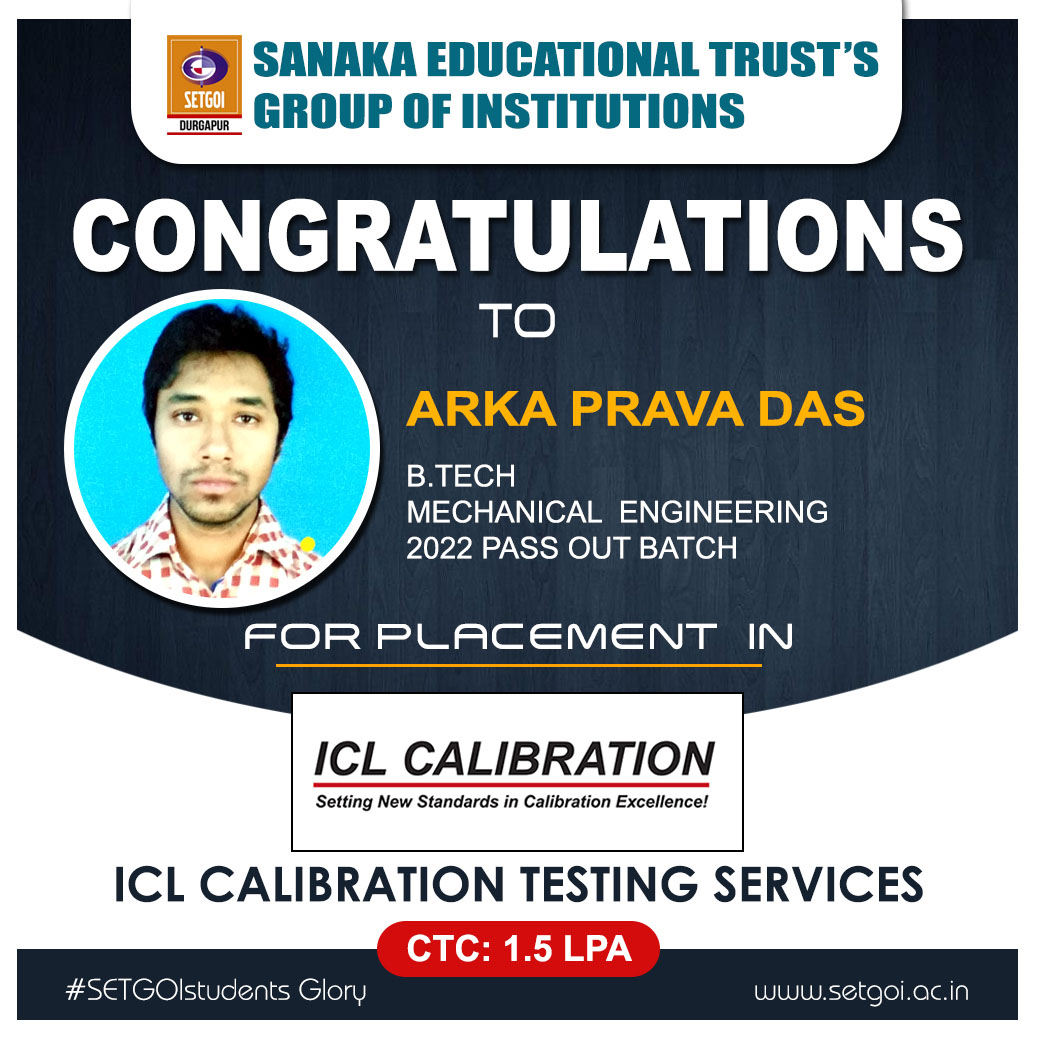 SETGOI
DURGAPUR
SANAKA EDUCATIONAL TRUST'S
GROUP OF INSTITUTIONS
CONGRATULATIONS
TO
ARKA PRAVA DAS
B.TECH
MECHANICAL ENGINEERING
2022 PASS OUT BATCH
FOR PLACEMENT IN
ICL CALIBRATION
Setting New Standards in Calibration Excellence!
ICL CALIBRATION TESTING SERVICES
CTC: 1.5 LPA
#SETGOIstudents Glory
www.setgoi.ac.in